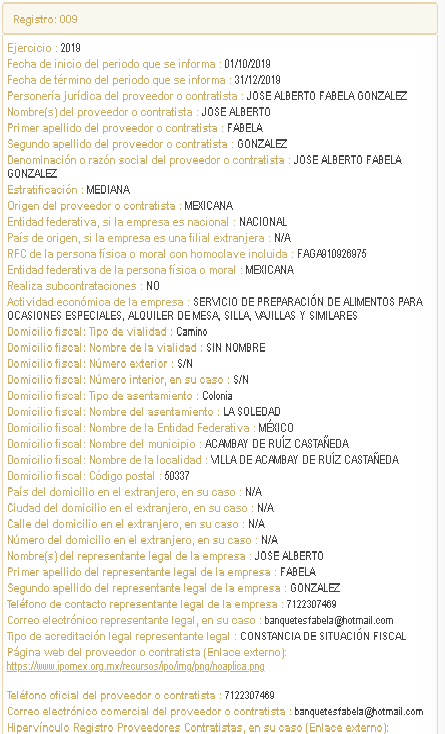 Registro: 009
Ejercicio : 2019
Fecha de inicio del periodo que se informa : 01/10/2019
Fecha de término del periodo que se informa : 31/12/2019
Personería jurídica del proveedor o contratista : JOSE ALBERTO FABELA GONZALEZ
Nombre(s) del proveedor o contratista : JOSE ALBERTO
Primer apellido del proveedor o contratista : FABELA
Segundo apellido del proveedor o contratista : GONZALEZ
Denominación o razón social del proveedor o contratista : JOSE ALBERTO FABELA
GONZALEZ
Estratificación : MEDIANA
Origen del proveedor o contratista : MEXICANA
Entidad federativa, si la empresa es nacional : NACIONAL
País de origen, si la empresa es una filial extranjera : N/A
RFC de la persona física o moral con homoclave incluida : FAGA910926975
Entidad federativa de la persona física o moral : MEXICANA
Realiza subcontrataciones : NO
Actividad económica de la empresa : SERVICIO DE PREPARACIÓN DE ALIMENTOS PARA
OCASIONES ESPECIALES, ALQUILER DE MESA, SILLA, VAJILLAS Y SIMILARES
Domicilio fiscal: Tipo de vialidad : Camino
Domicilio fiscal: Nombre de la vialidad : SIN NOMBRE
Domicilio fiscal: Número exterior : S/N
Domicilio fiscal: Número interior, en su caso : S/N
Domicilio fiscal: Tipo de asentamiento : Colonia
Domicilio fiscal: Nombre del asentamiento : LA SOLEDAD
Domicilio fiscal: Nombre de la Entidad Federativa : MÉXICO
Domicilio fiscal: Nombre del municipio : ACAMBAY DE RUÍZ CASTAÑEDA
Domicilio fiscal: Nombre de la localidad : VILLA DE ACAMBAY DE RUÍZ CASTAÑEDA
Domicilio fiscal: Código postal : 50337
País del domicilio en el extranjero, en su caso : N/A
Ciudad del domicilio en el extranjero, en su caso : N/A
Calle del domicilio en el extranjero, en su caso : N/A
Número del domicilio en el extranjero, en su caso : N/A
Nombre(s) del representante legal de la empresa : JOSE ALBERTO
Primer apellido del representante legal de la empresa : FABELA
Segundo apellido del representante legal de la empresa : GONZALEZ
Teléfono de contacto representante legal de la empresa : 7122307469
Correo electrónico representante legal, en su caso : banquetesfabela@hotmail.com
Tipo de acreditación legal representante legal : CONSTANCIA DE SITUACIÓN FISCAL
Página web del proveedor o contratista (Enlace externo):
https://www.ipomex.org.mx/recursos/ipo/img/png/noaplica.png
Teléfono oficial del proveedor o contratista : 7122307469
Correo electrónico comercial del proveedor o contratista : banquetesfabela@hotmail.com
Hipervínculo Registro Proveedores Contratistas, en su caso (Enlace externo):